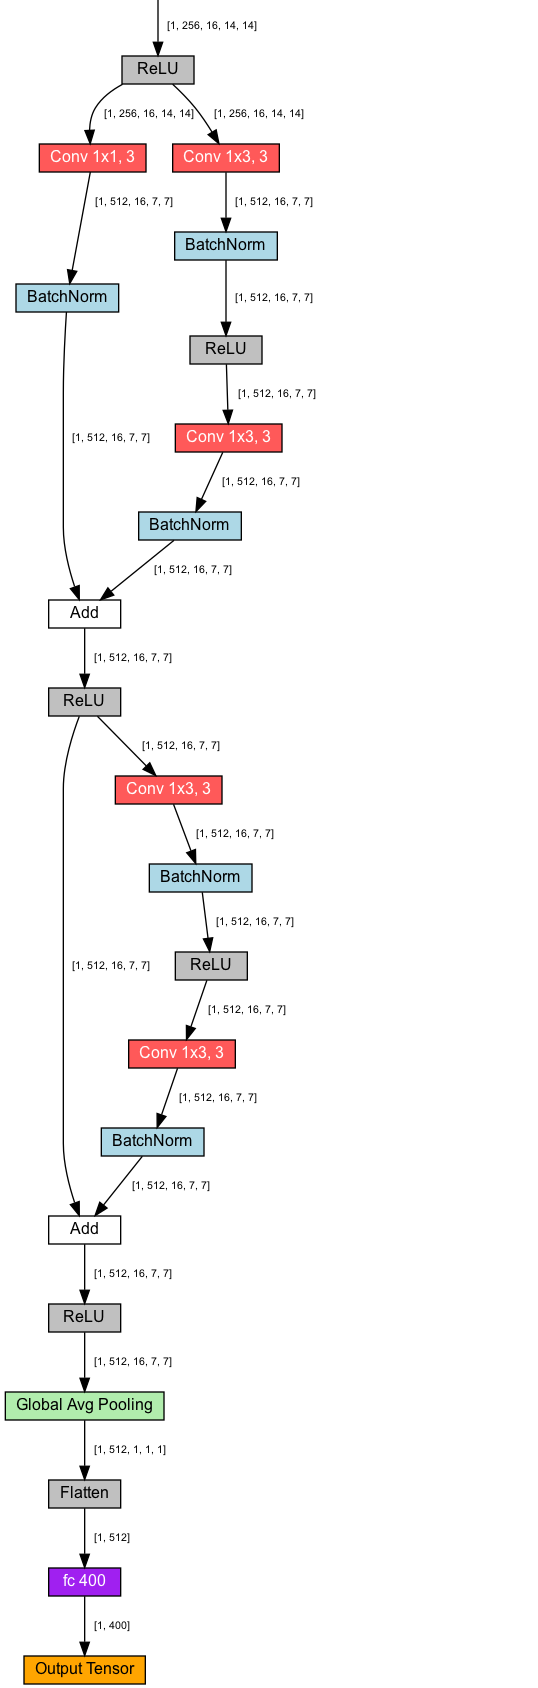 [1, 256, 16, 14, 14]
ReLU
[1, 256, 16, 14, 14]
[1, 256, 16, 14, 14]
Conv 1x1, 3
Conv 1x3, 3
[1, 512, 16, 7, 7]
[1, 512, 16, 7, 7]
BatchNorm
BatchNorm
[1, 512, 16, 7, 7]
ReLU
[1, 512, 16, 7, 7]
[1, 512, 16, 7, 7]
Conv 1x3, 3
[1, 512, 16, 7, 7]
BatchNorm
[1, 512, 16, 7, 7]
Add
[1, 512, 16, 7, 7]
ReLU
[1, 512, 16, 7, 7]
Conv 1x3, 3
[1, 512, 16, 7, 7]
BatchNorm
[1, 512, 16, 7, 7]
[1, 512, 16, 7, 7]
ReLU
[1, 512, 16, 7, 7]
Conv 1x3, 3
[1, 512, 16, 7, 7]
BatchNorm
[1, 512, 16, 7, 7]
Add
[1, 512, 16, 7, 7]
ReLU
[1, 512, 16, 7, 7]
Global Avg Pooling
[1, 512, 1, 1, 1]
Flatten
[1, 512]
fc 400
[1, 400]
Output Tensor